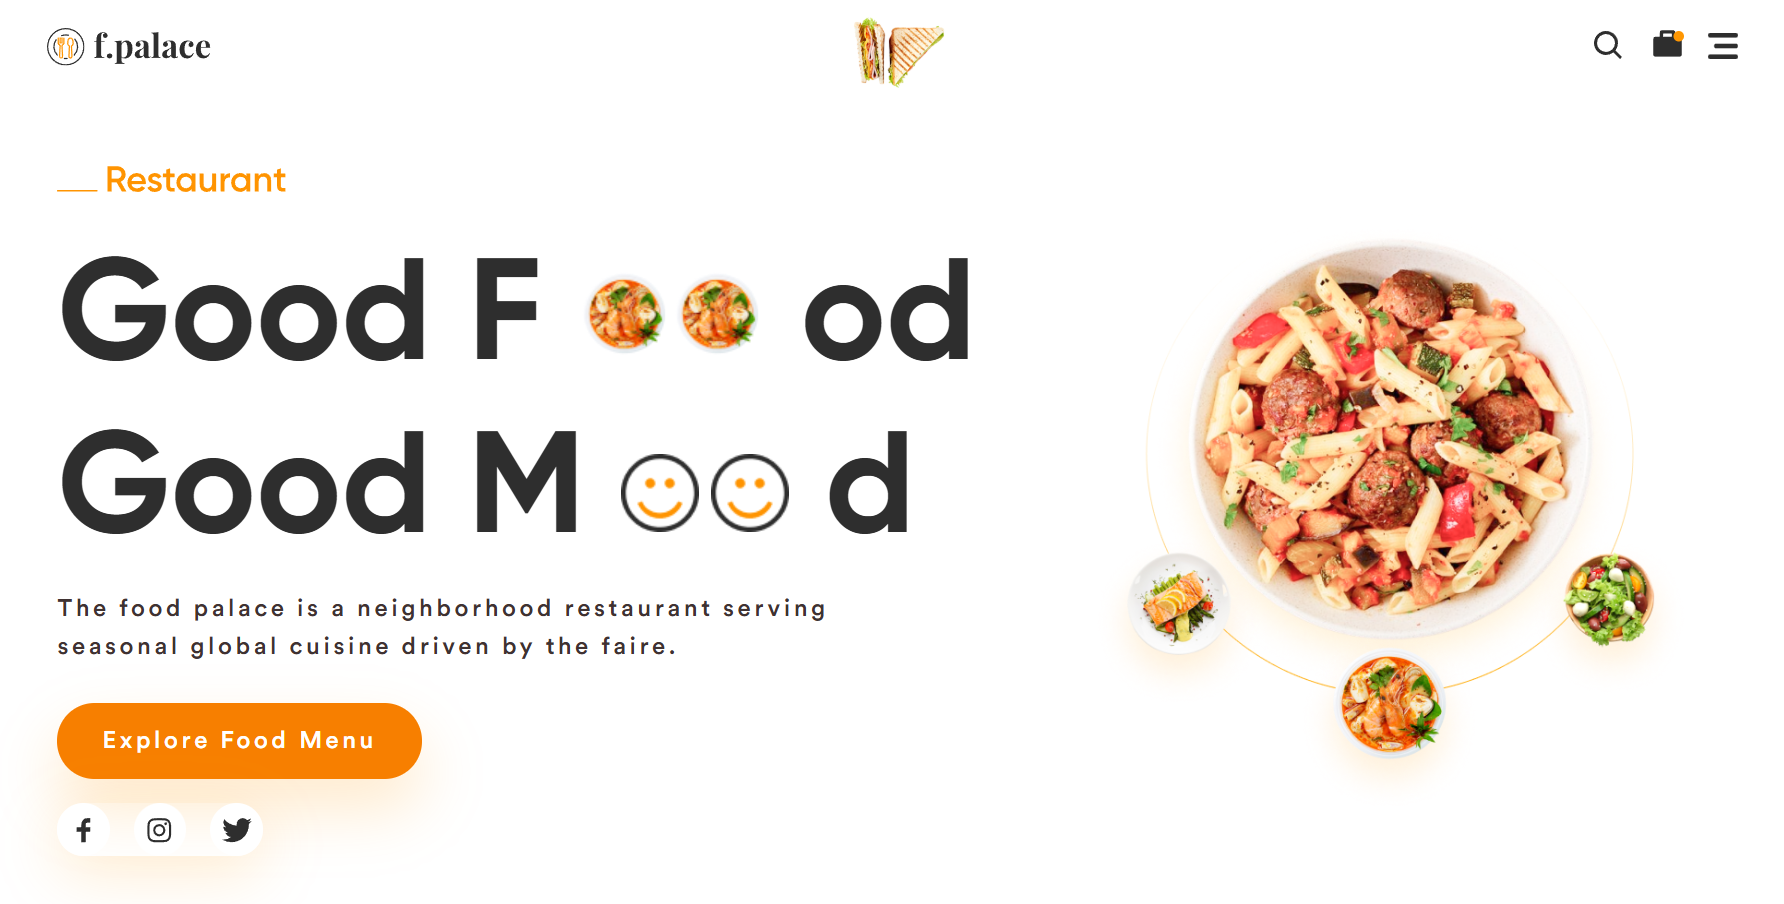 f.palace
Restaurant
Good F od
Good M d
The food palace is a neighborhood restaurant serving
seasonal global cuisine driven by the faire.
Explore Food Menu